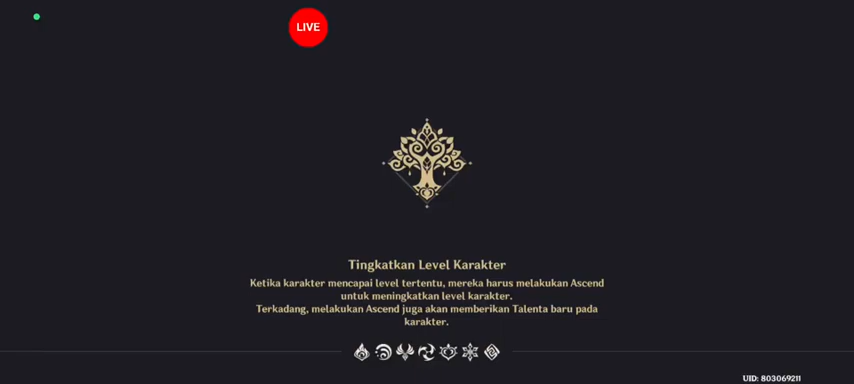 LIVE
Tingkatkan Level Karakter
Ketika karakter mencapai level tertentu, mereka harus melakukan Ascend
untuk meningkatkan level karakter.
Terkadang, melakukan Ascend juga akan memberikan Talenta baru pada
karakter.
UID: 803069211